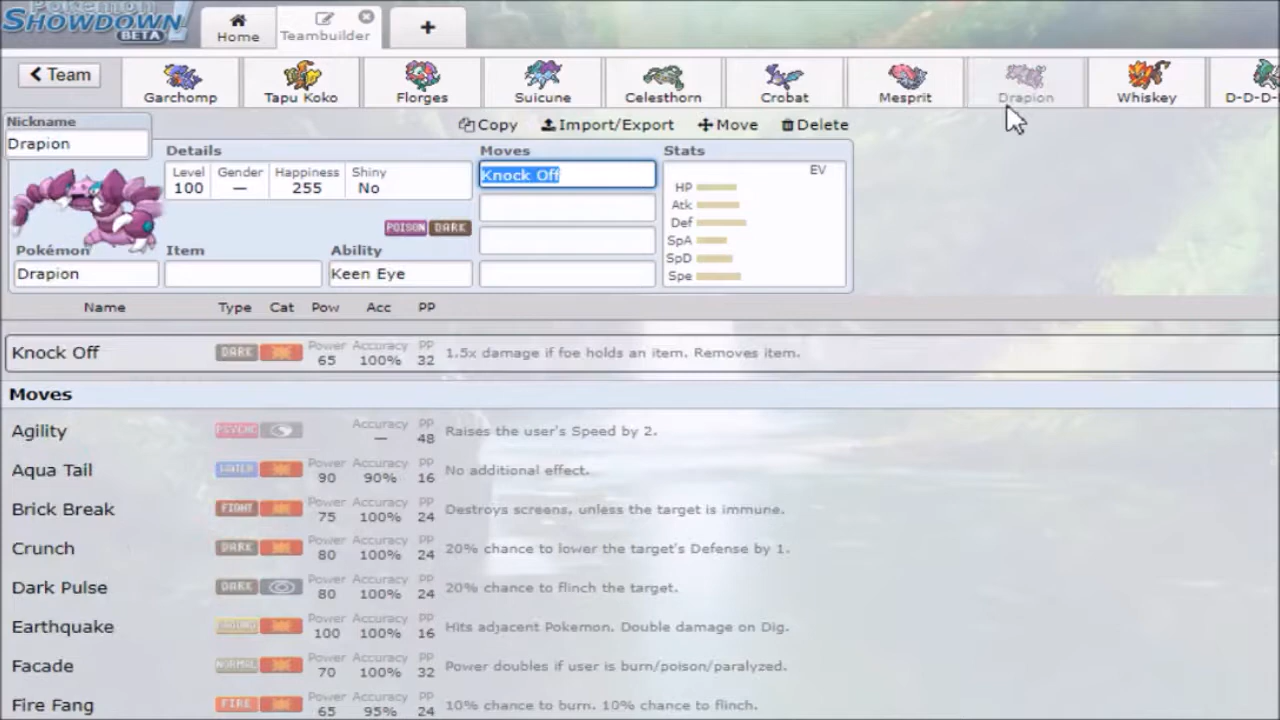 Pokémon
SHOWDOWN
BETA
Home
Teambuilder
+
Team
Garchomp
Tapu Koko
Florges
Suicune
Celesthorn
Crobat
Mesprit
Drapion
Whiskey
D-D-D-
Nickname
Drapion
Copy
Import/Export
Move
Delete
Details
Level Gender Happiness Shiny
100 — 255 No
POISON DARK
Moves
Knock Off
Stats
EV
HP
Atk
Def
SpA
SpD
Spe
Pokémon
Drapion
Item
Ability
Keen Eye
Name Type Cat Pow Acc PP
Knock Off DARK Power 65 Accuracy 100% PP 32 1.5x damage if foe holds an item. Removes item.
Moves
Agility PSYCHC Accuracy — PP 48 Raises the user's Speed by 2.
Aqua Tail WATER Power 90 Accuracy 90% PP 16 No additional effect.
Brick Break FIGHT Power 75 Accuracy 100% PP 24 Destroys screens, unless the target is immune.
Crunch DARK Power 80 Accuracy 100% PP 24 20% chance to lower the target's Defense by 1.
Dark Pulse DARK Power 80 Accuracy 100% PP 24 20% chance to flinch the target.
Earthquake GROUND Power 100 Accuracy 100% PP 16 Hits adjacent Pokemon. Double damage on Dig.
Facade NORMAL Power 70 Accuracy 100% PP 32 Power doubles if user is burn/poison/paralyzed.
Fire Fang FIRE Power 65 Accuracy 95% PP 24 10% chance to burn. 10% chance to flinch.